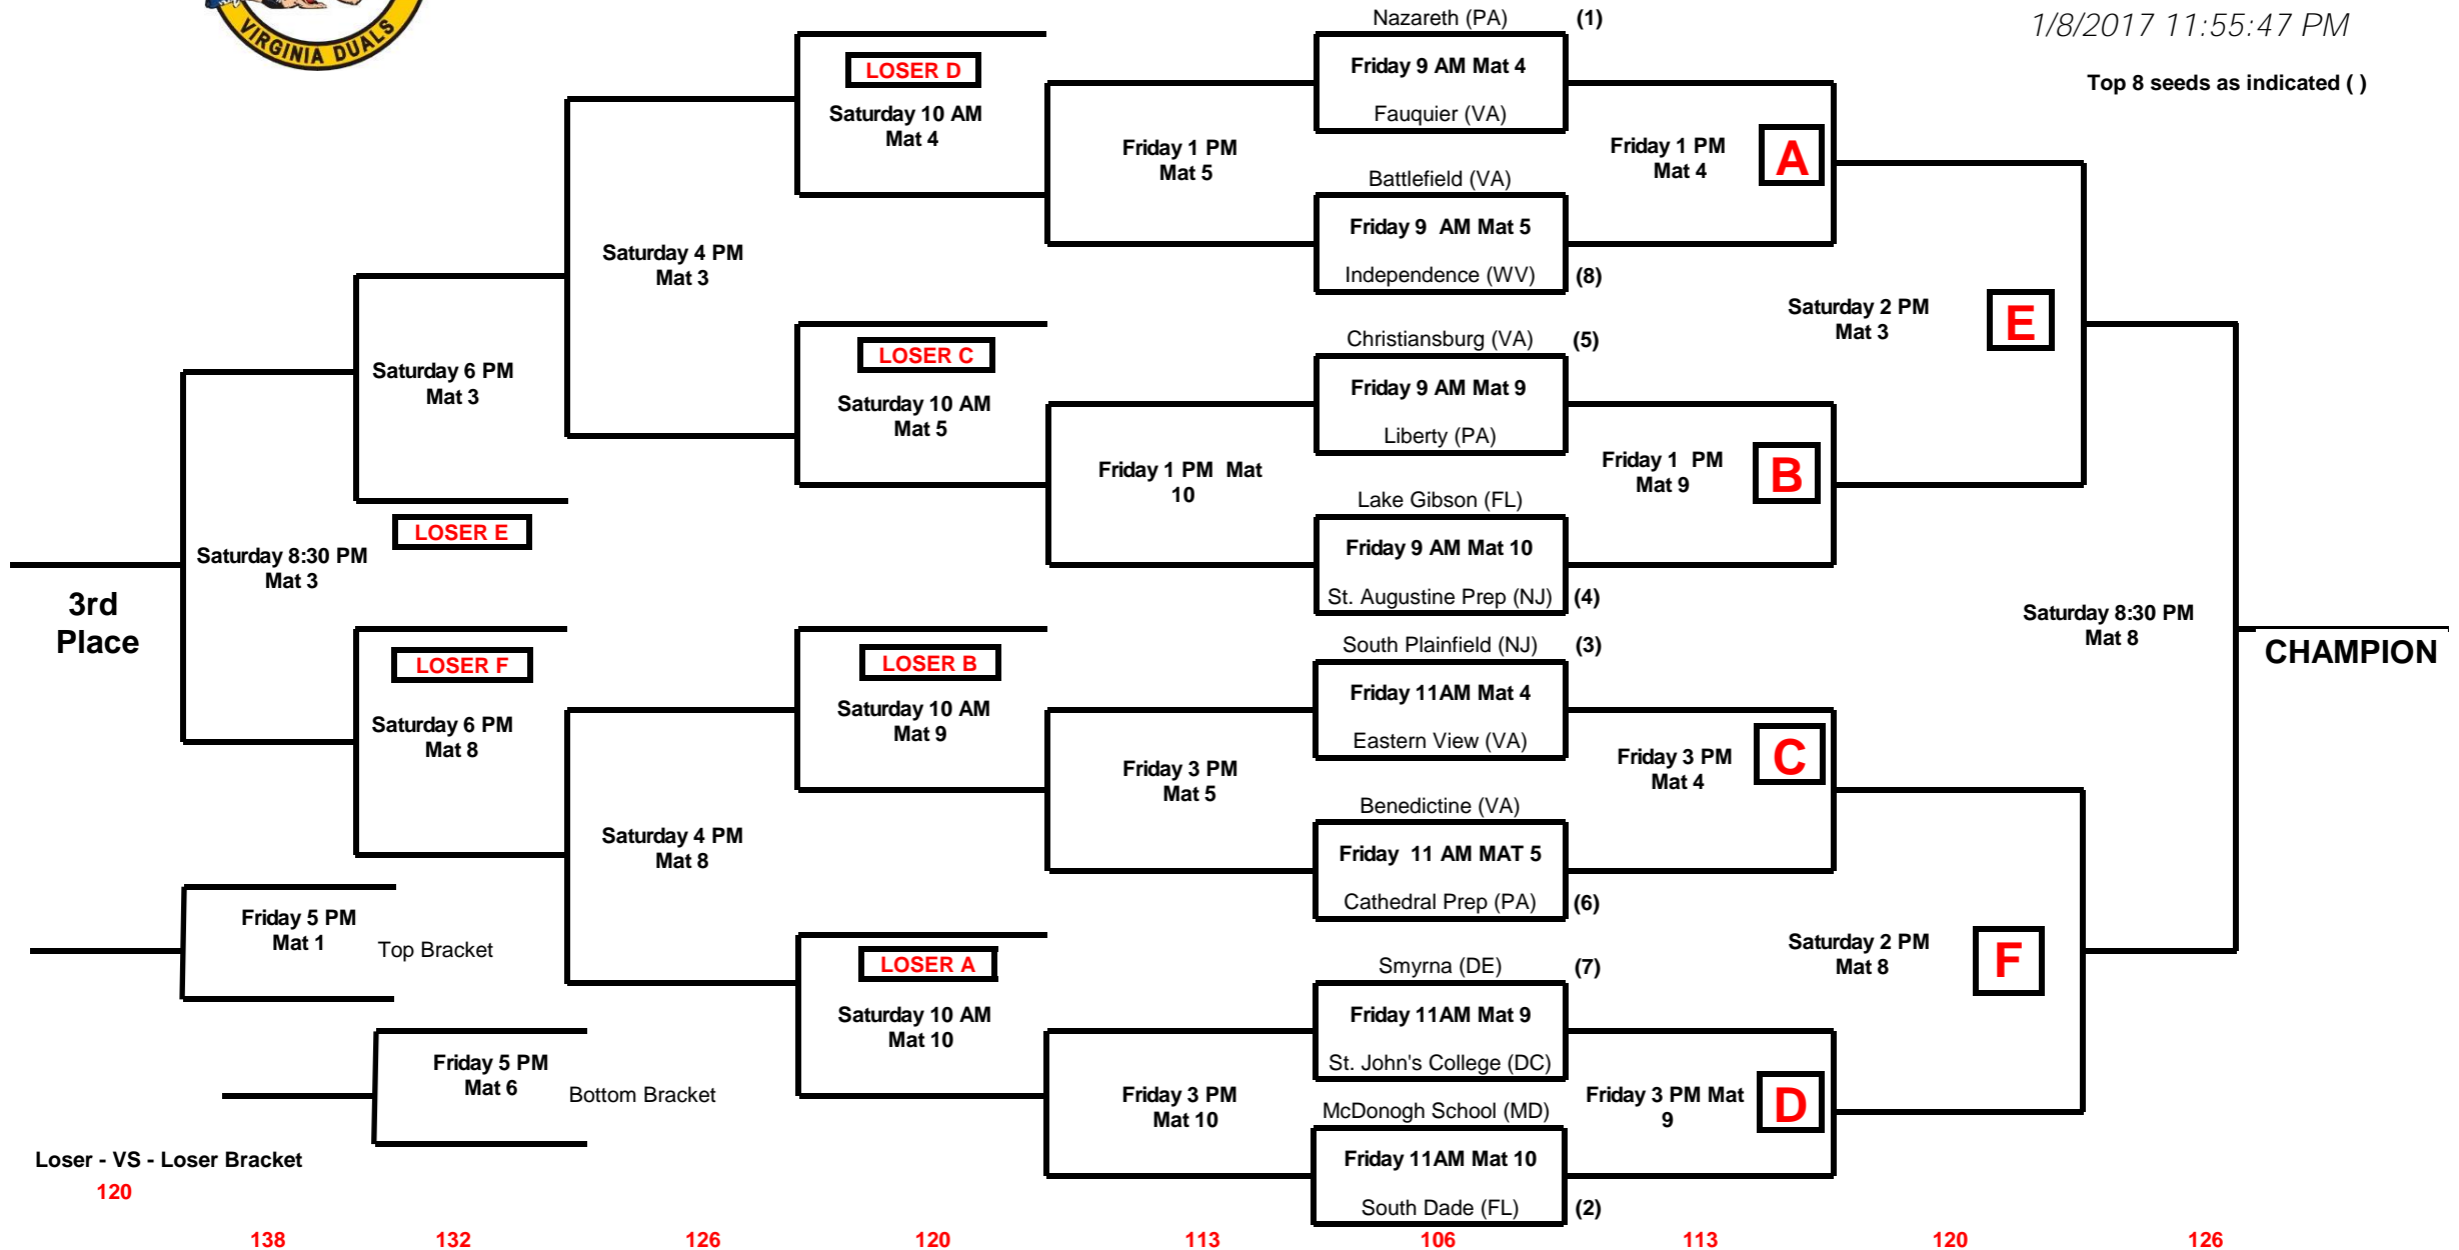 VIRGINIA DUALS
1/8/2017 11:55:47 PM
Top 8 seeds as indicated ( )
Nazareth (PA) (1)
Friday 9 AM Mat 4
Fauquier (VA)
Battlefield (VA)
Friday 9 AM Mat 5
Independence (WV) (8)
Christiansburg (VA) (5)
Friday 9 AM Mat 9
Liberty (PA)
Lake Gibson (FL)
Friday 9 AM Mat 10
St. Augustine Prep (NJ) (4)
South Plainfield (NJ) (3)
Friday 11AM Mat 4
Eastern View (VA)
Benedictine (VA)
Friday 11 AM MAT 5
Cathedral Prep (PA) (6)
Smyrna (DE) (7)
Friday 11AM Mat 9
St. John's College (DC)
McDonogh School (MD)
Friday 11AM Mat 10
South Dade (FL) (2)
Friday 1 PM
Mat 4
A
Friday 1 PM
Mat 9
B
Friday 3 PM
Mat 4
C
Friday 3 PM Mat
9
D
Saturday 2 PM
Mat 3
E
Saturday 2 PM
Mat 8
F
Saturday 8:30 PM
Mat 8
CHAMPION
Friday 1 PM
Mat 5
Friday 1 PM Mat
10
Friday 3 PM
Mat 5
Friday 3 PM
Mat 10
LOSER D
Saturday 10 AM
Mat 4
LOSER C
Saturday 10 AM
Mat 5
LOSER B
Saturday 10 AM
Mat 9
LOSER A
Saturday 10 AM
Mat 10
Saturday 4 PM
Mat 3
Saturday 4 PM
Mat 8
Saturday 6 PM
Mat 3
LOSER E
LOSER F
Saturday 6 PM
Mat 8
Saturday 8:30 PM
Mat 3
3rd
Place
Friday 5 PM
Mat 1
Top Bracket
Friday 5 PM
Mat 6
Bottom Bracket
Loser - VS - Loser Bracket
120
138 132 126 120 113 106 113 120 126